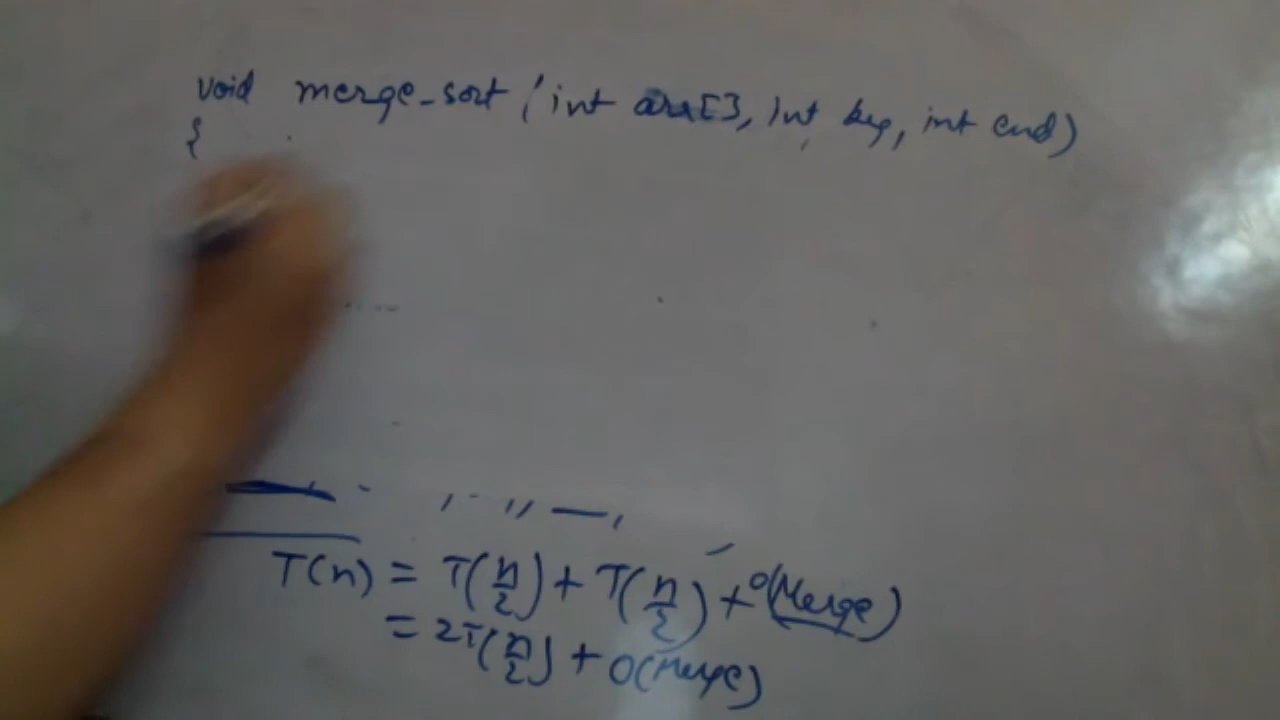 void merge_sort (int arr[], int beg, int end)
{
T(n) = T(n/2) + T(n/2) + O(Merge)
= 2T(n/2) + O(Merge)